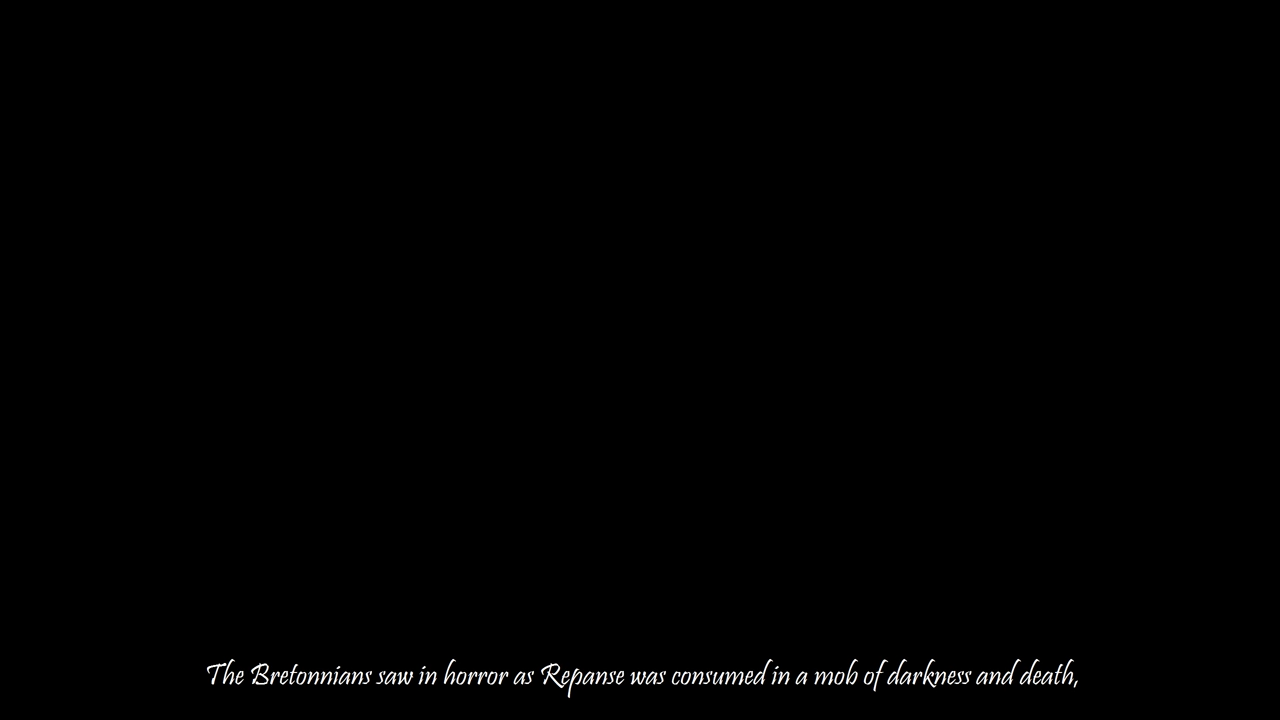 The Bretonnians saw in horror as Repanse was consumed in a mob of darkness and death,